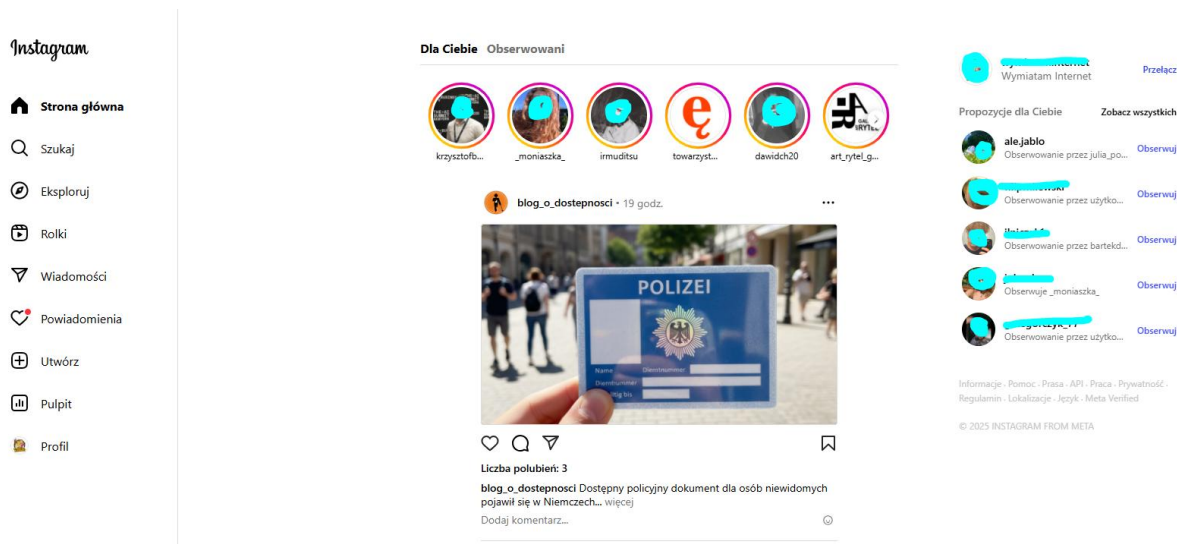 Instagram
Strona główna
Szukaj
Eksploruj
Rolki
Wiadomości
Powiadomienia
Utwórz
Pulpit
Profil
Dla Ciebie Obserwowani
krzysztofb... _moniaszka_ irmuditsu towarzyst... dawidch20 art_rytel_g...
blog_o_dostepnosci • 19 godz.
POLIZEI
Name
Liczba polubień: 3
blog_o_dostepnosci Dostępny policyjny dokument dla osób niewidomych
pojawił się w Niemczech... więcej
Dodaj komentarz...
Wymiatam Internet
Przełącz
Propozycje dla Ciebie Zobacz wszystkich
ale.jablo
Obserwowanie przez julia_po... Obserwuj
Obserwowanie przez użytko... Obserwuj
Obserwowanie przez bartekd... Obserwuj
Obserwuje _moniaszka_ Obserwuj
Obserwowanie przez użytko... Obserwuj
Informacje · Pomoc · Prasa · API · Praca · Prywatność ·
Regulamin · Lokalizacje · Język · Meta Verified
© 2025 INSTAGRAM FROM META